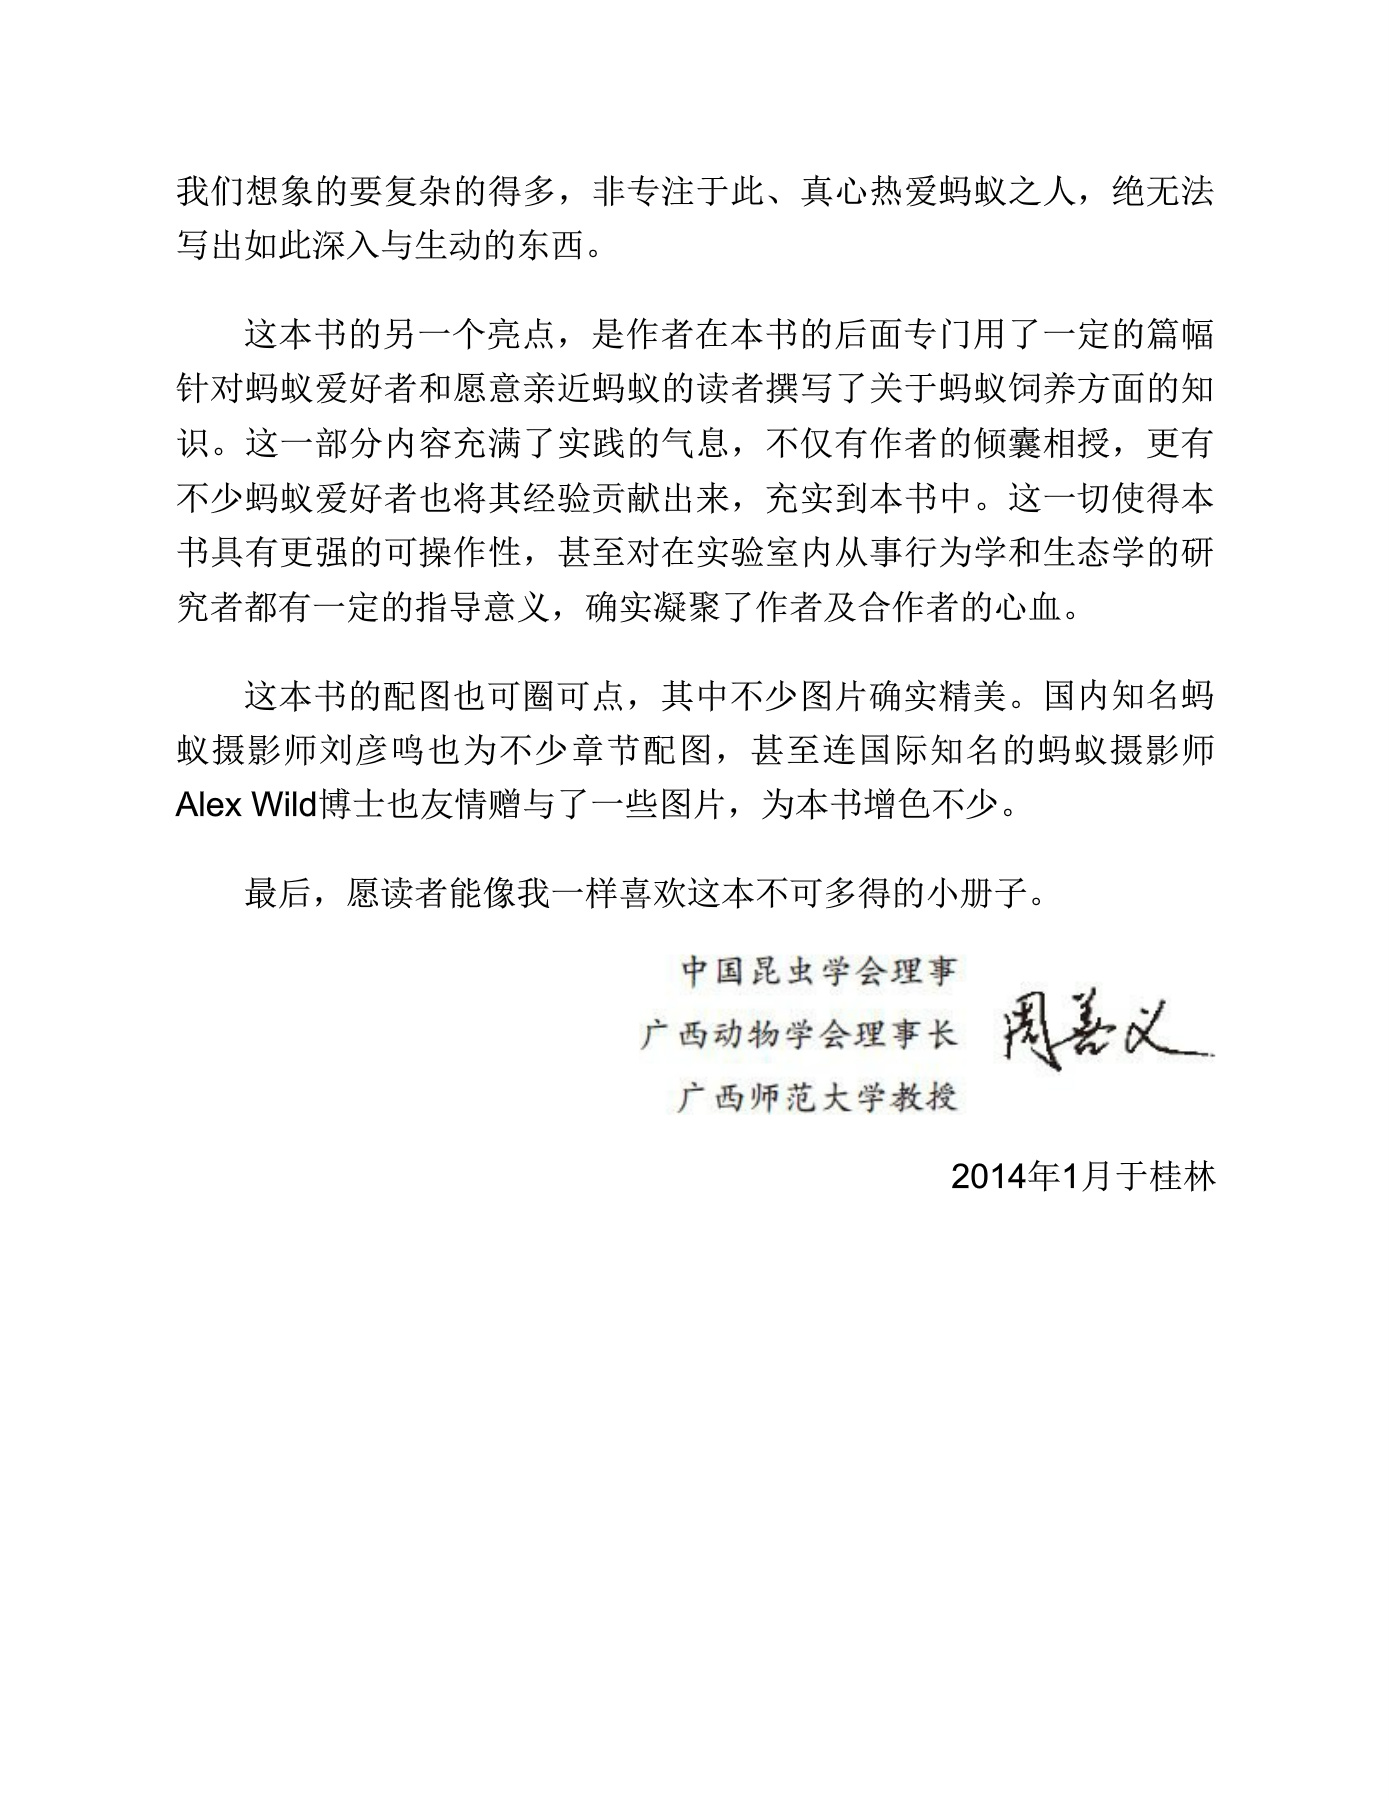 我们想象的要复杂的得多，非专注于此、真心热爱蚂蚁之人，绝无法
写出如此深入与生动的东西。
这本书的另一个亮点，是作者在本书的后面专门用了一定的篇幅
针对蚂蚁爱好者和愿意亲近蚂蚁的读者撰写了关于蚂蚁饲养方面的知
识。这一部分内容充满了实践的气息，不仅有作者的倾囊相授，更有
不少蚂蚁爱好者也将其经验贡献出来，充实到本书中。这一切使得本
书具有更强的可操作性，甚至对在实验室内从事行为学和生态学的研
究者都有一定的指导意义，确实凝聚了作者及合作者的心血。
这本书的配图也可圈可点，其中不少图片确实精美。国内知名蚂
蚁摄影师刘彦鸣也为不少章节配图，甚至连国际知名的蚂蚁摄影师
Alex Wild博士也友情赠与了一些图片，为本书增色不少。
最后，愿读者能像我一样喜欢这本不可多得的小册子。
中国昆虫学会理事
广西动物学会理事长 周善义
广西师范大学教授
2014年1月于桂林